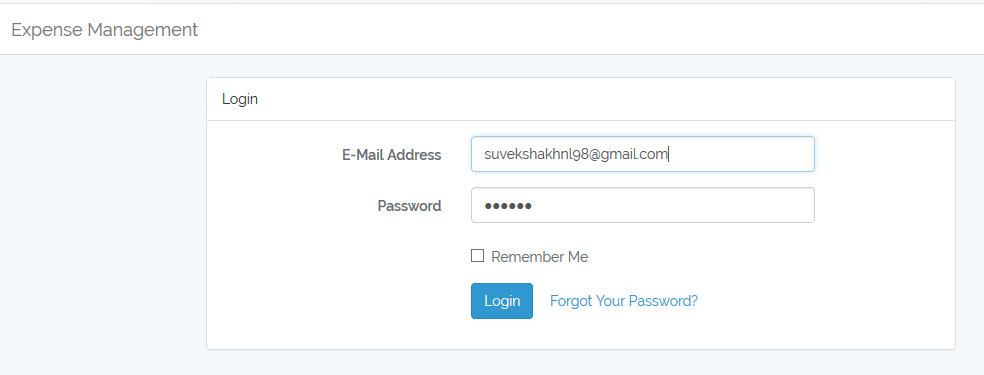 Expense Management
Login
E-Mail Address suvekshakhnl98@gmail.com
Password ●●●●●●
Remember Me
Login Forgot Your Password?